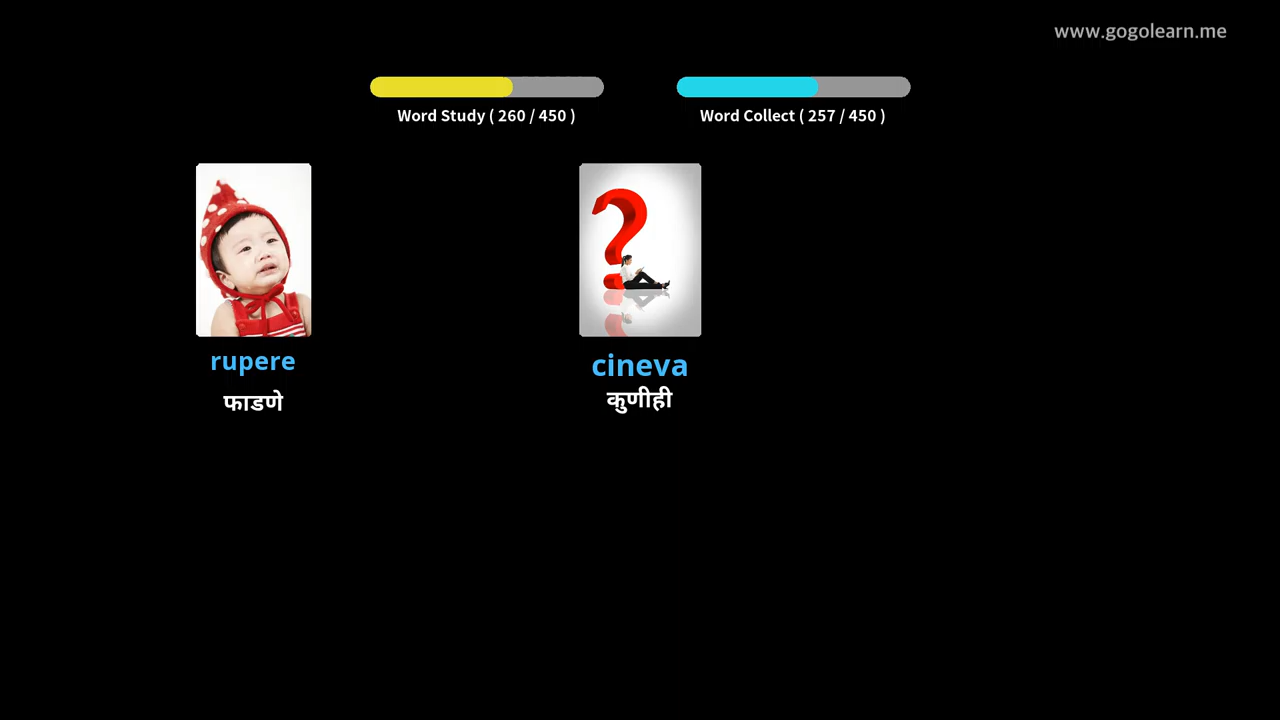 www.gogolearn.me
Word Study ( 260 / 450 )
Word Collect ( 257 / 450 )
rupere
फाडणे
cineva
कुणीही